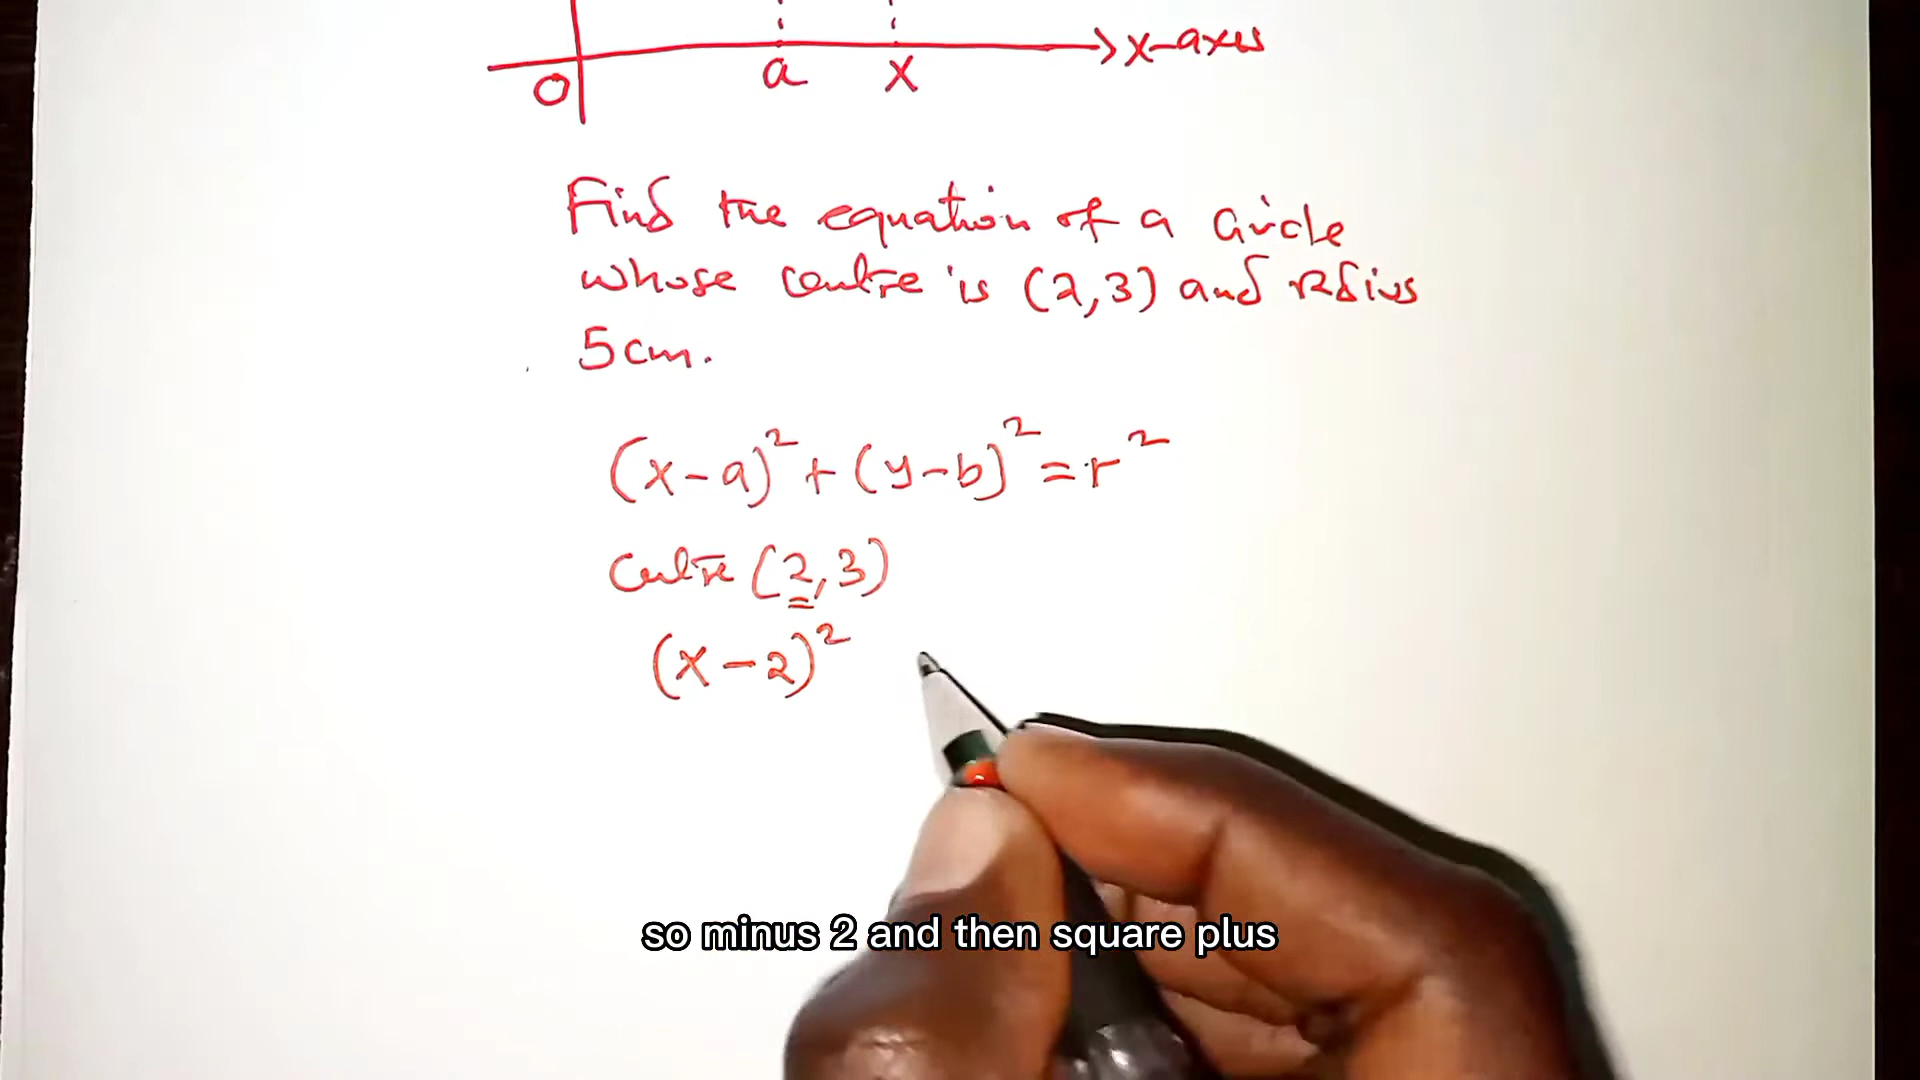 x-axis
O a x
Find the equation of a circle
whose centre is (2,3) and radius
5cm.
(x-a)²+(y-b)²=r²
Centre (2,3)
(x-2)²
so minus 2 and then square plus